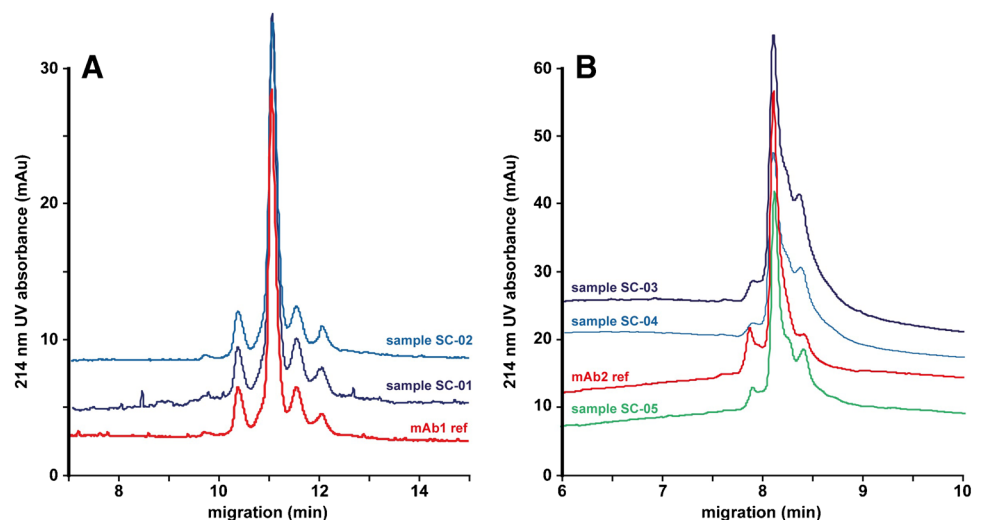 A
30
20
10
0
214 nm UV absorbance (mAu)
sample SC-02
sample SC-01
mAb1 ref
8
10
12
14
migration (min)
B
60
50
40
30
20
10
0
214 nm UV absorbance (mAu)
sample SC-03
sample SC-04
mAb2 ref
sample SC-05
6
7
8
9
10
migration (min)